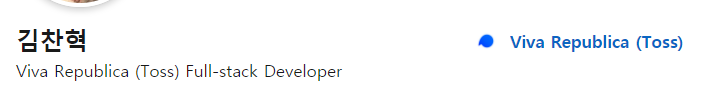 김찬혁
Viva Republica (Toss)
Viva Republica (Toss) Full-stack Developer